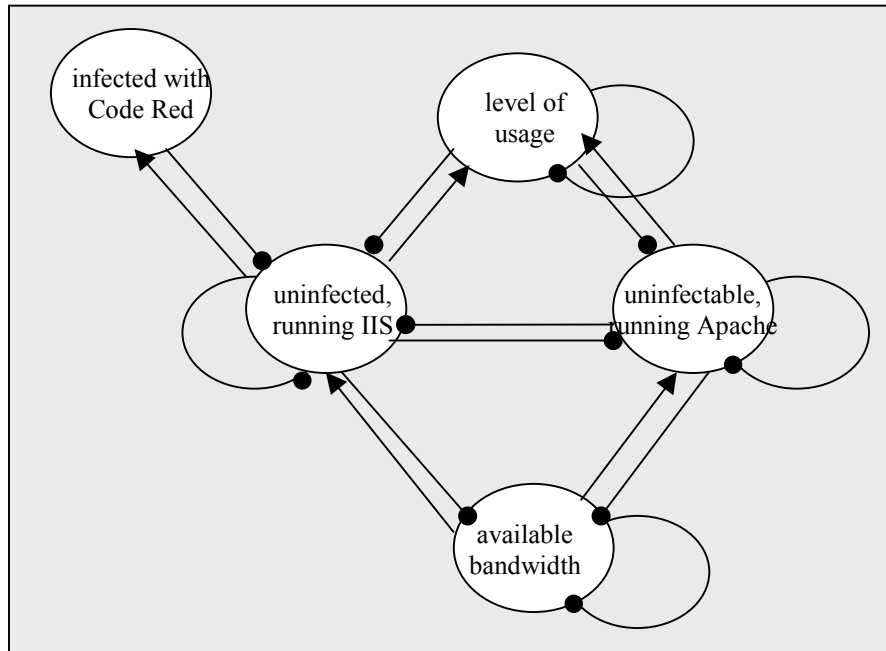 infected with
Code Red
level of
usage
uninfected,
running IIS
uninfectable,
running Apache
available
bandwidth